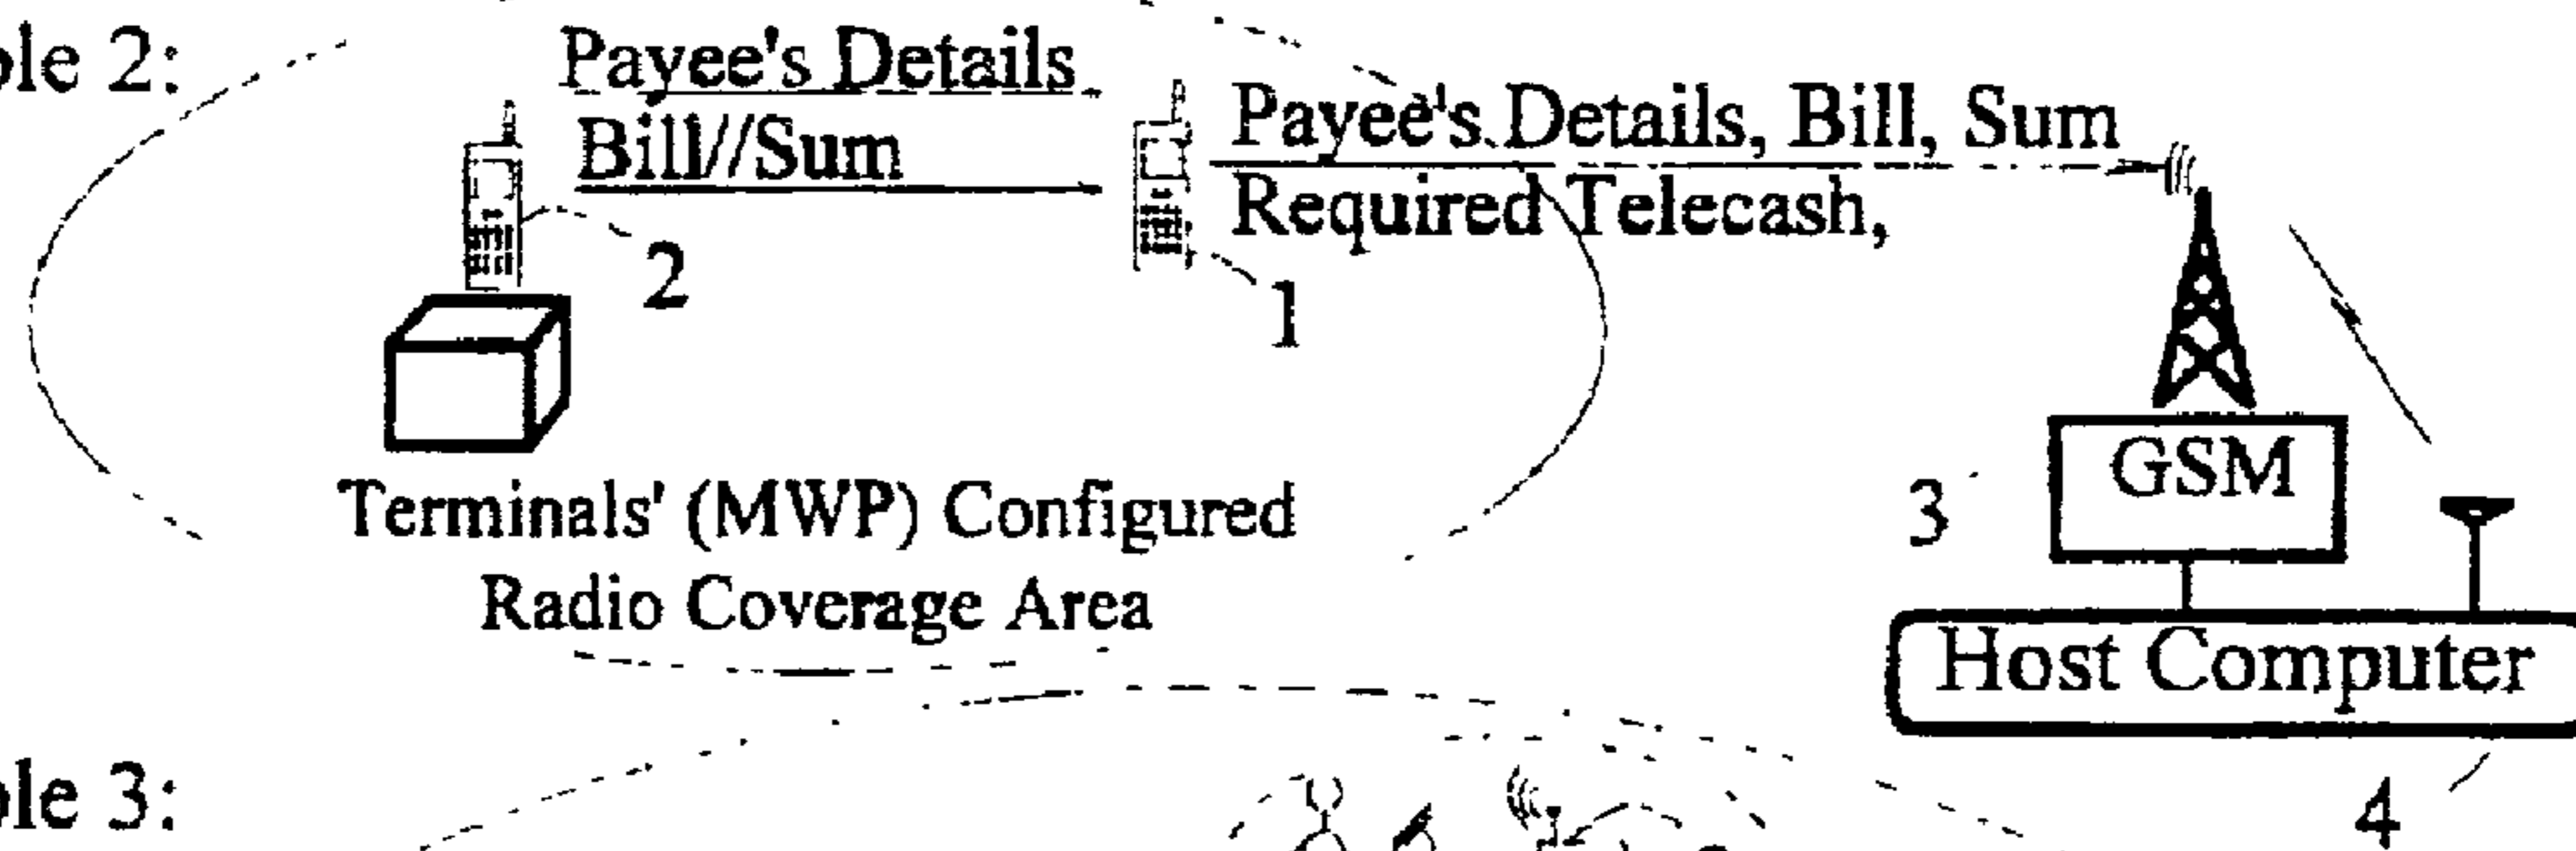 ple 2:
Payee's Details
Bill//Sum
Payee's Details, Bill, Sum
Required Telecash,
2
1
GSM
3
Terminals' (MWP) Configured
Radio Coverage Area
Host Computer
ple 3:
4